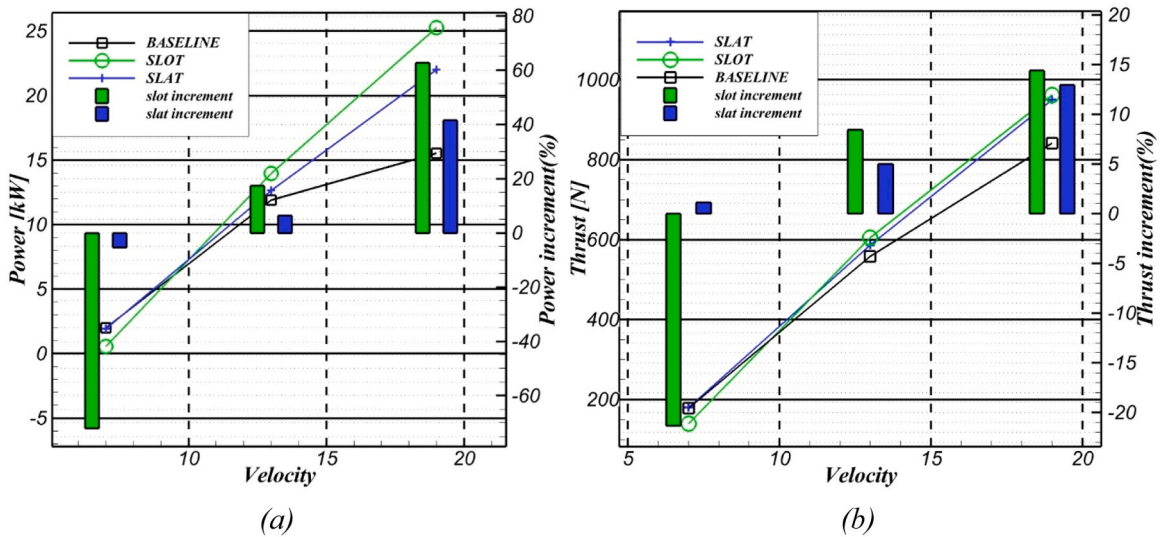 BASELINE
SLOT
SLAT
slot increment
slat increment
Power [kW]
25
20
15
10
5
0
-5
10
15
20
Velocity
80
60
40
20
0
-20
-40
-60
Power increment(%)
(a)
SLAT
SLOT
BASELINE
slot increment
slat increment
Thrust [N]
1000
800
600
400
200
5
10
15
20
Velocity
20
15
10
5
0
-5
-10
-15
-20
Thrust increment(%)
(b)